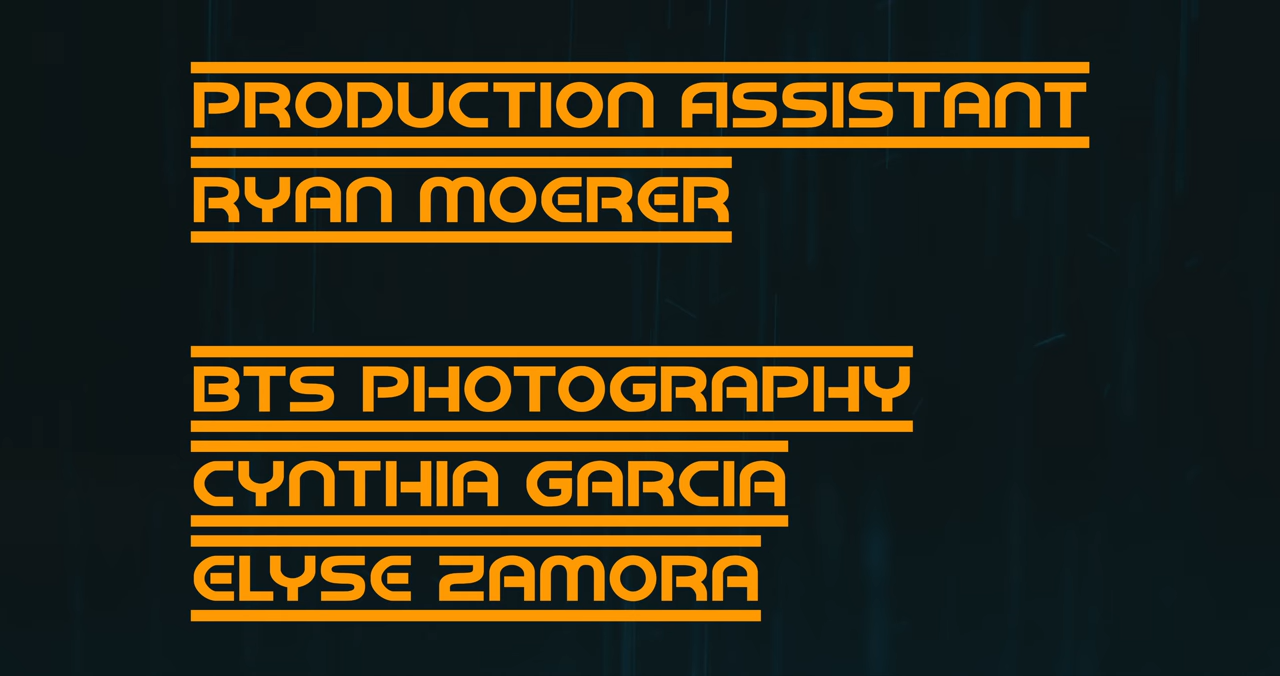 PRODUCTION ASSISTANT
RYAN MOERER
BTS PHOTOGRAPHY
CYNTHIA GARCIA
ELYSE ZAMORA